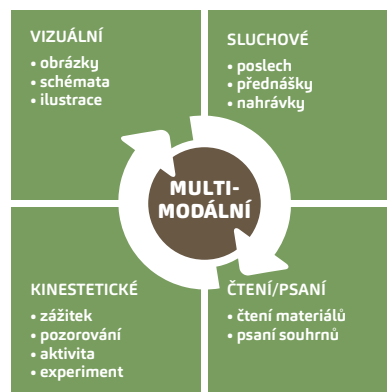 VIZUÁLNÍ
• obrázky
• schémata
• ilustrace
SLUCHOVÉ
• poslech
• přednášky
• nahrávky
MULTI-
MODÁLNÍ
KINESTETICKÉ
• zážitek
• pozorování
• aktivita
• experiment
ČTENÍ/PSANÍ
• čtení materiálů
• psaní souhrnů